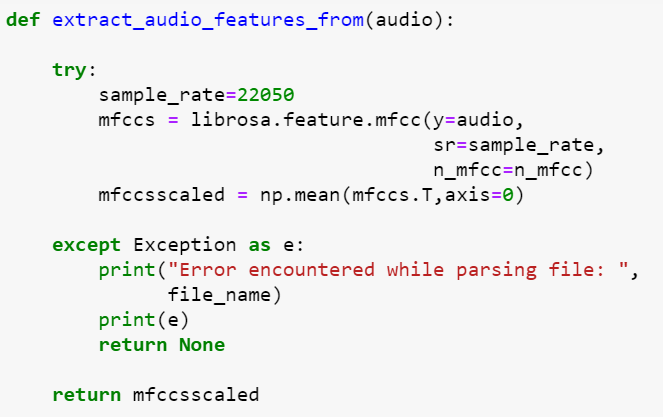 def extract_audio_features_from(audio):
try:
sample_rate=22050
mfccs = librosa.feature.mfcc(y=audio,
sr=sample_rate,
n_mfcc=n_mfcc)
mfccsscaled = np.mean(mfccs.T,axis=0)
except Exception as e:
print("Error encountered while parsing file: ",
file_name)
print(e)
return None
return mfccsscaled